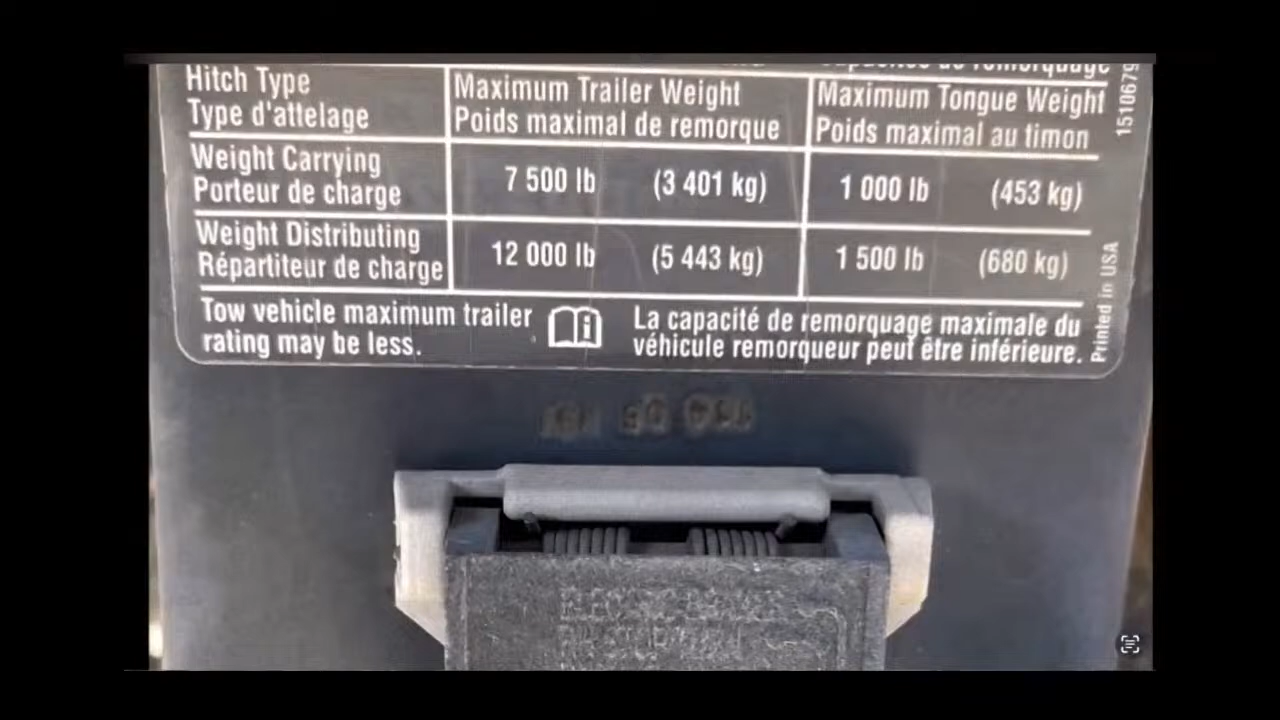 Capacités de remorquage
Hitch Type
Type d'attelage
Maximum Trailer Weight
Poids maximal de remorque
Maximum Tongue Weight
Poids maximal au timon
Weight Carrying
Porteur de charge
7 500 lb (3 401 kg)
1 000 lb (453 kg)
Weight Distributing
Répartiteur de charge
12 000 lb (5 443 kg)
1 500 lb (680 kg)
Tow vehicle maximum trailer
rating may be less.
La capacité de remorquage maximale du
véhicule remorqueur peut être inférieure.
1510679
Printed in USA